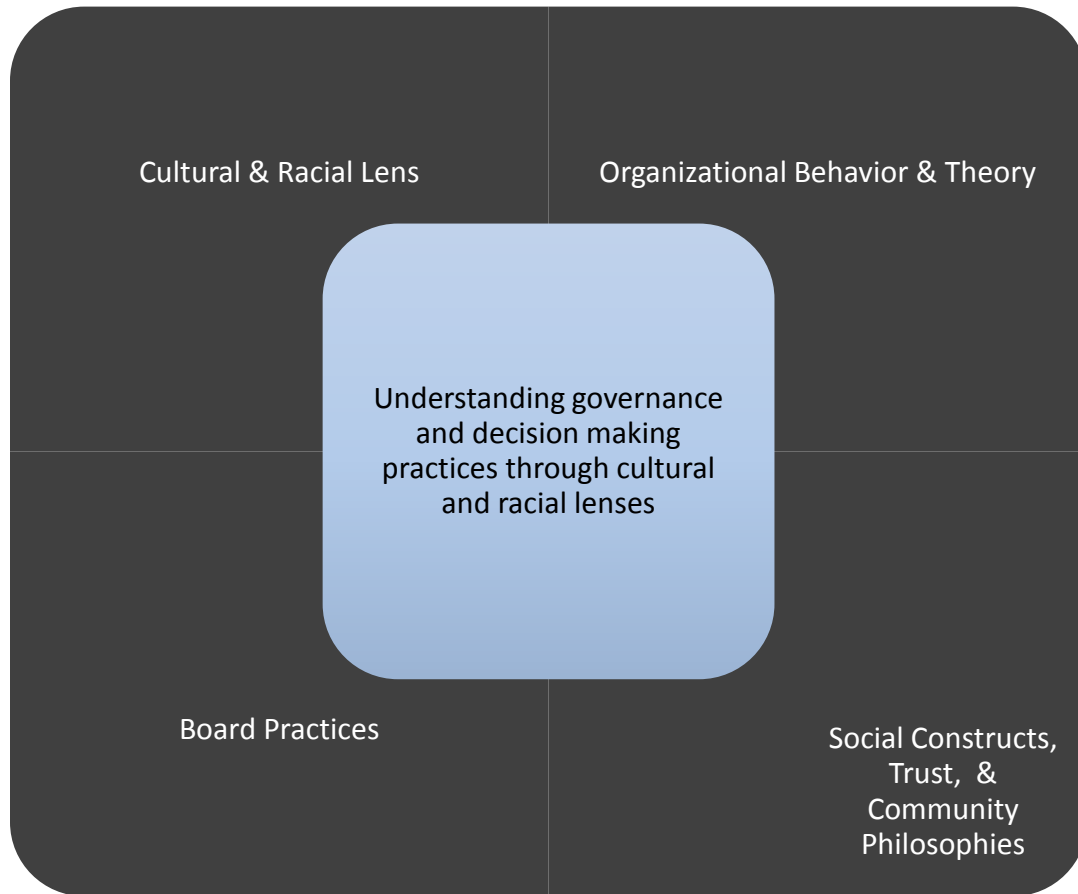 Cultural & Racial Lens
Organizational Behavior & Theory
Understanding governance
and decision making
practices through cultural
and racial lenses
Board Practices
Social Constructs,
Trust,  &
Community
Philosophies